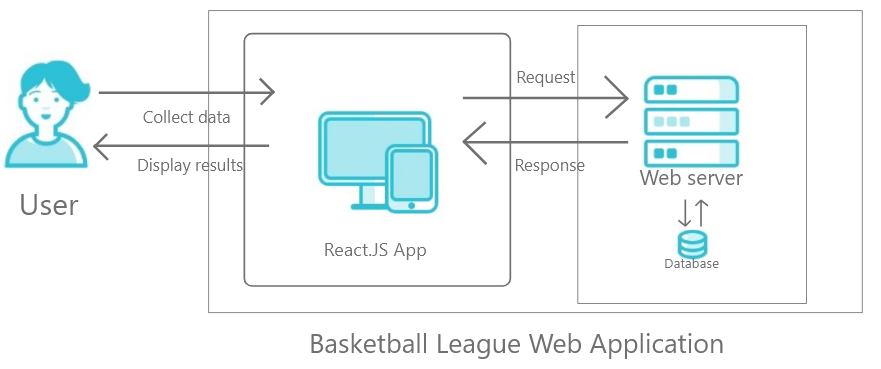 Collect data
Display results
User
React.JS App
Request
Response
Web server
Database
Basketball League Web Application